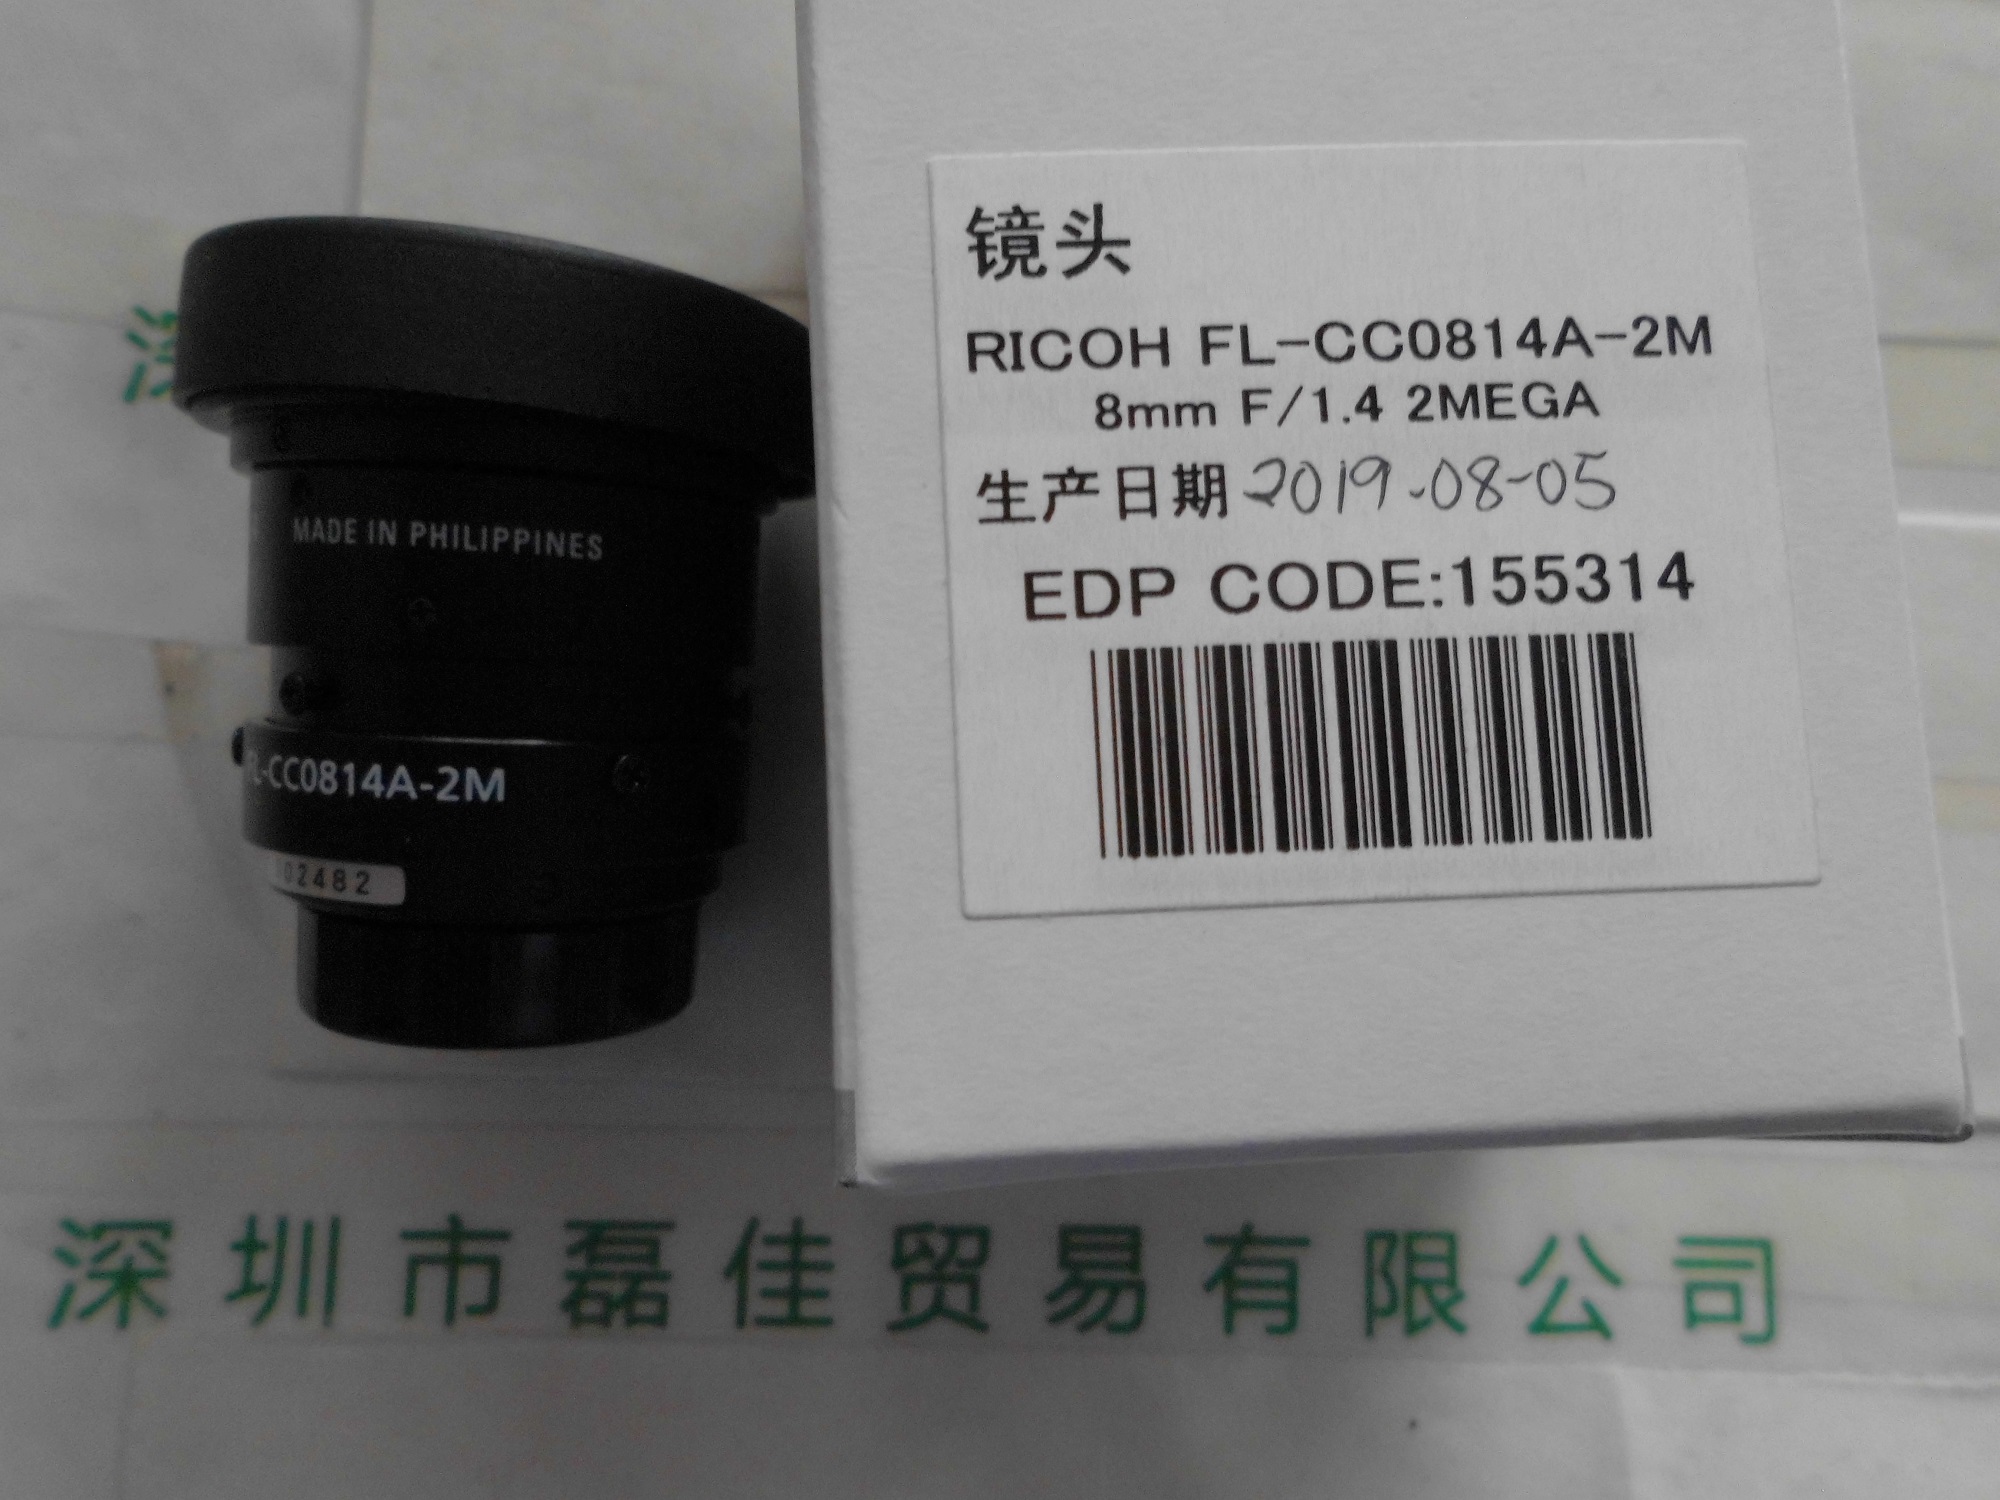 镜头
RICOH FL-CC0814A-2M
8mm F/1.4 2MEGA
生产日期 2019-08-05
EDP CODE:155314
MADE IN PHILIPPINES
FL-CC0814A-2M
02482
深圳市磊佳贸易有限公司